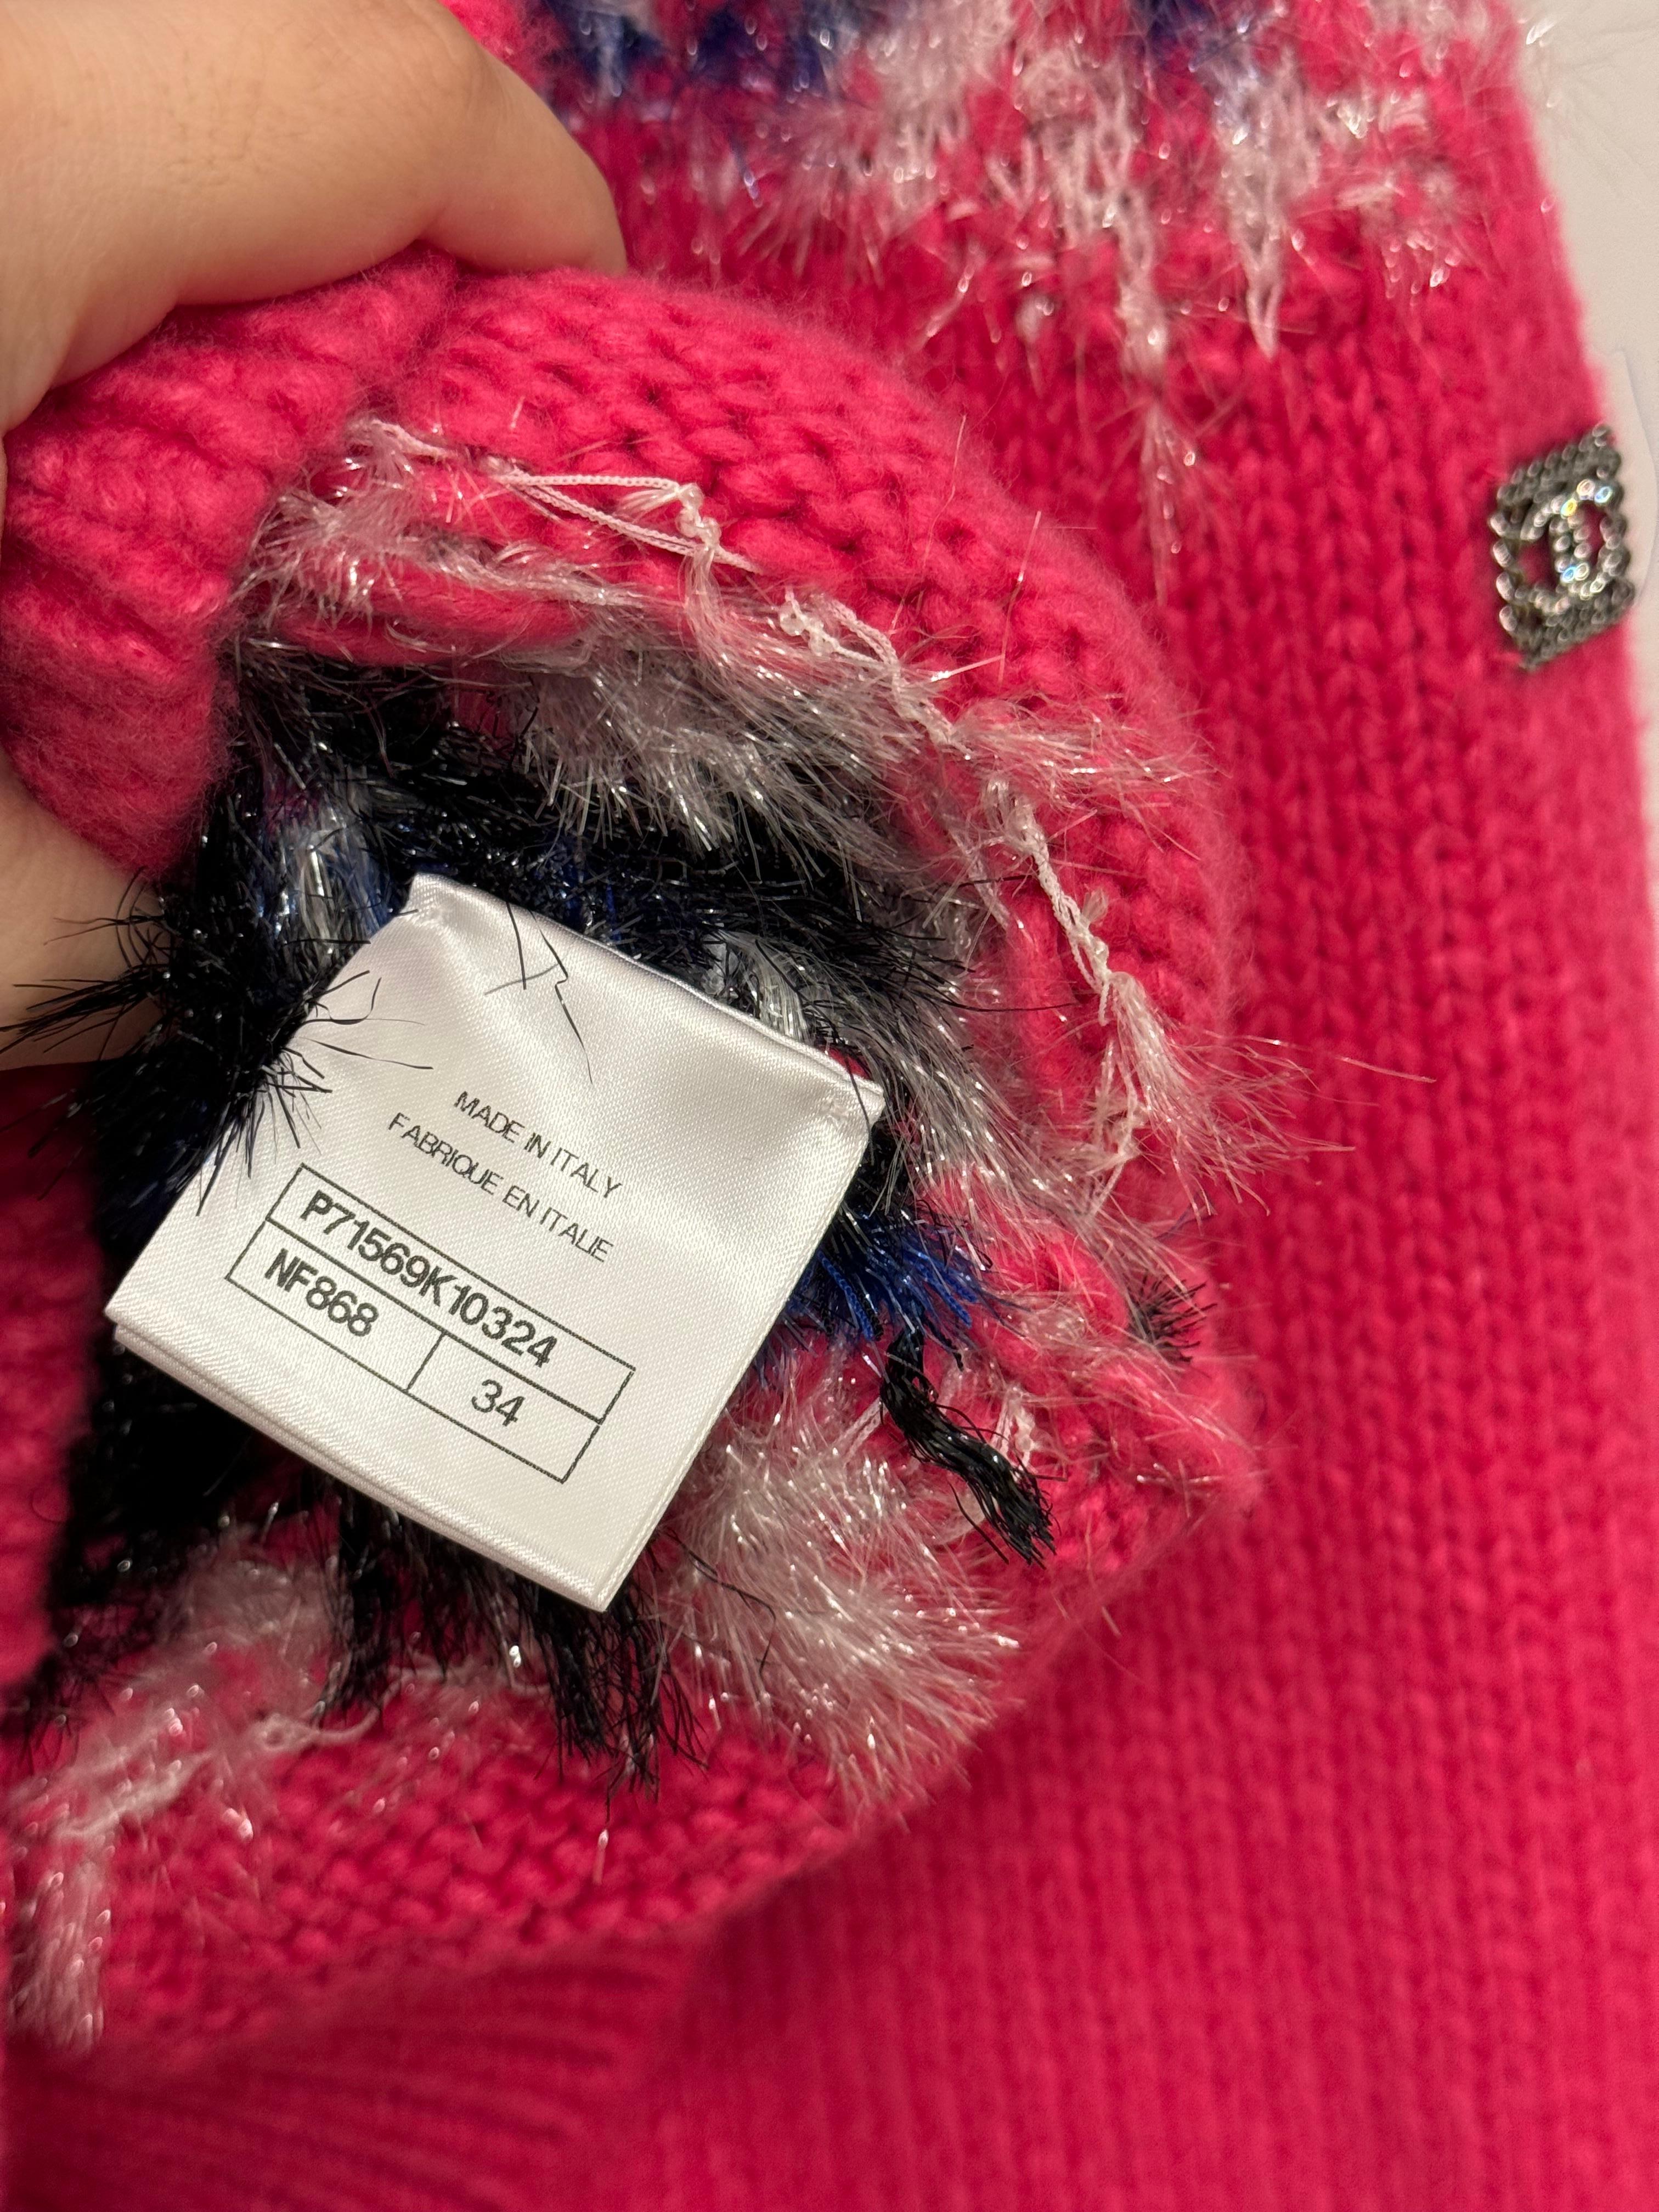 MADE IN ITALY
FABRIQUE EN ITALIE
P71569K10324
NF868 34